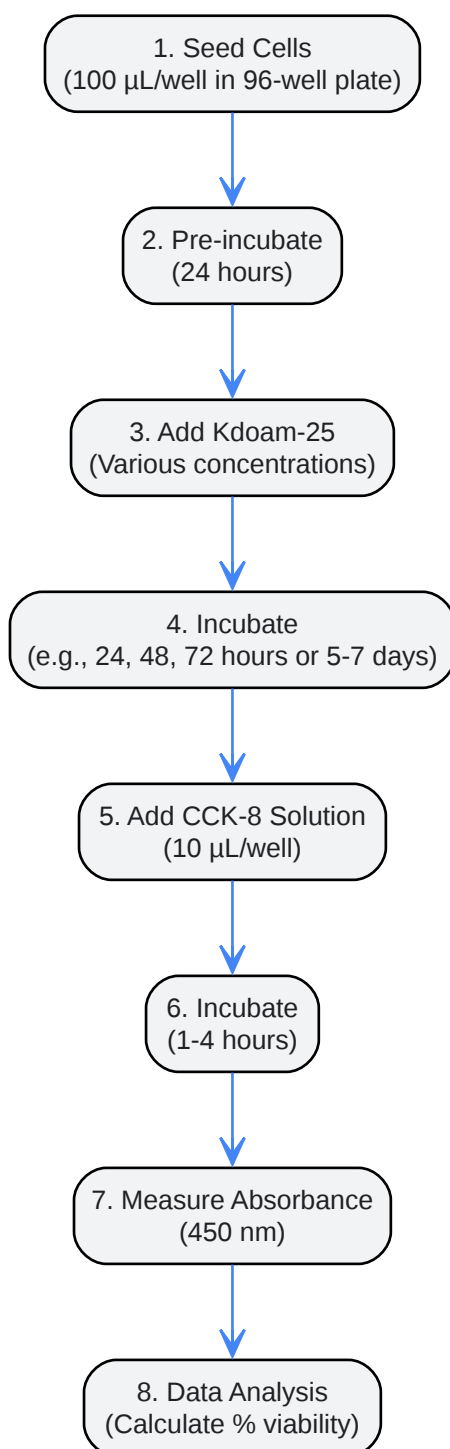 1. Seed Cells
(100 µL/well in 96-well plate)
2. Pre-incubate
(24 hours)
3. Add Kdoam-25
(Various concentrations)
4. Incubate
(e.g., 24, 48, 72 hours or 5-7 days)
5. Add CCK-8 Solution
(10 µL/well)
6. Incubate
(1-4 hours)
7. Measure Absorbance
(450 nm)
8. Data Analysis
(Calculate % viability)